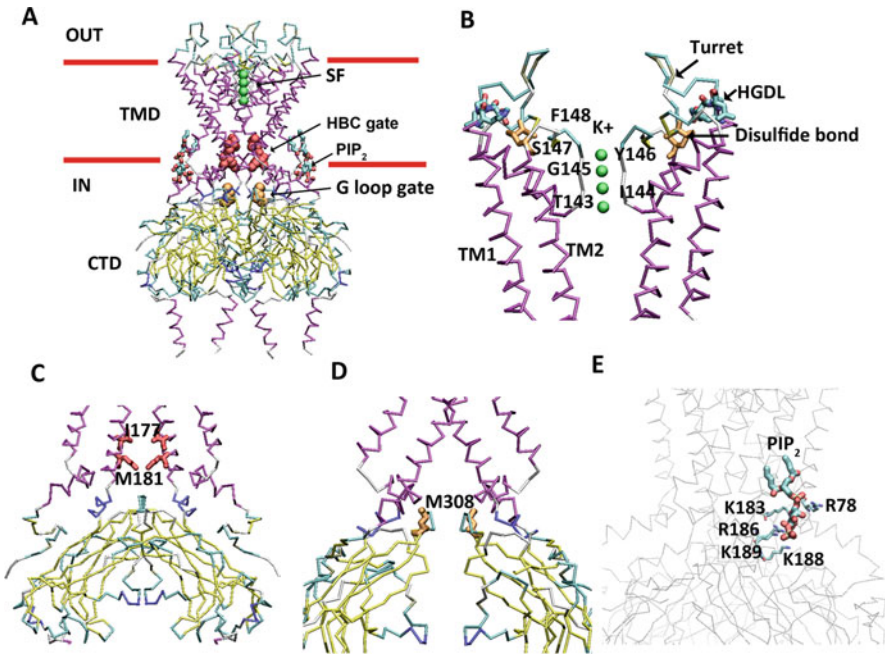 A
OUT
SF
TMD
HBC gate
PIP2
IN
G loop gate
CTD
B
Turret
HGDL
F148
K+
Disulfide bond
S147
Y146
G145
I144
T143
TM1
TM2
C
I177
M181
D
M308
E
PIP2
K183
R78
R186
K189
K188